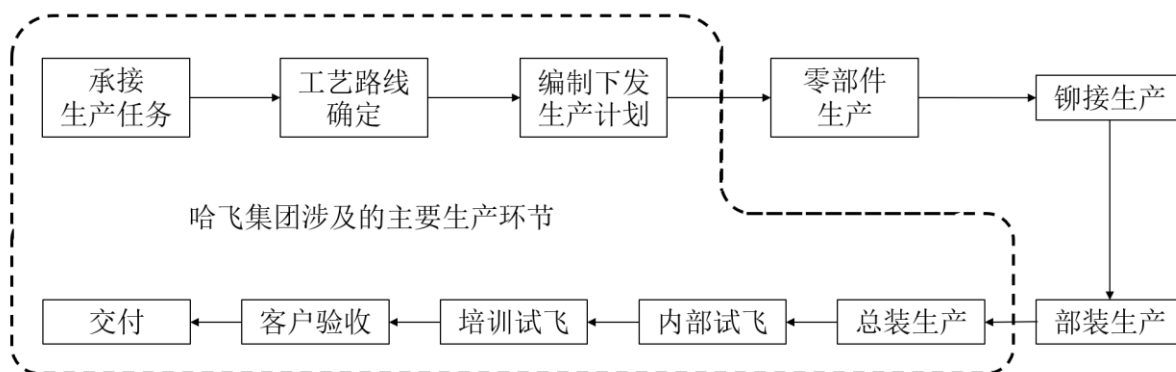 承接
生产任务
工艺路线
确定
编制下发
生产计划
零部件
生产
铆接生产
哈飞集团涉及的主要生产环节
交付
客户验收
培训试飞
内部试飞
总装生产
部装生产